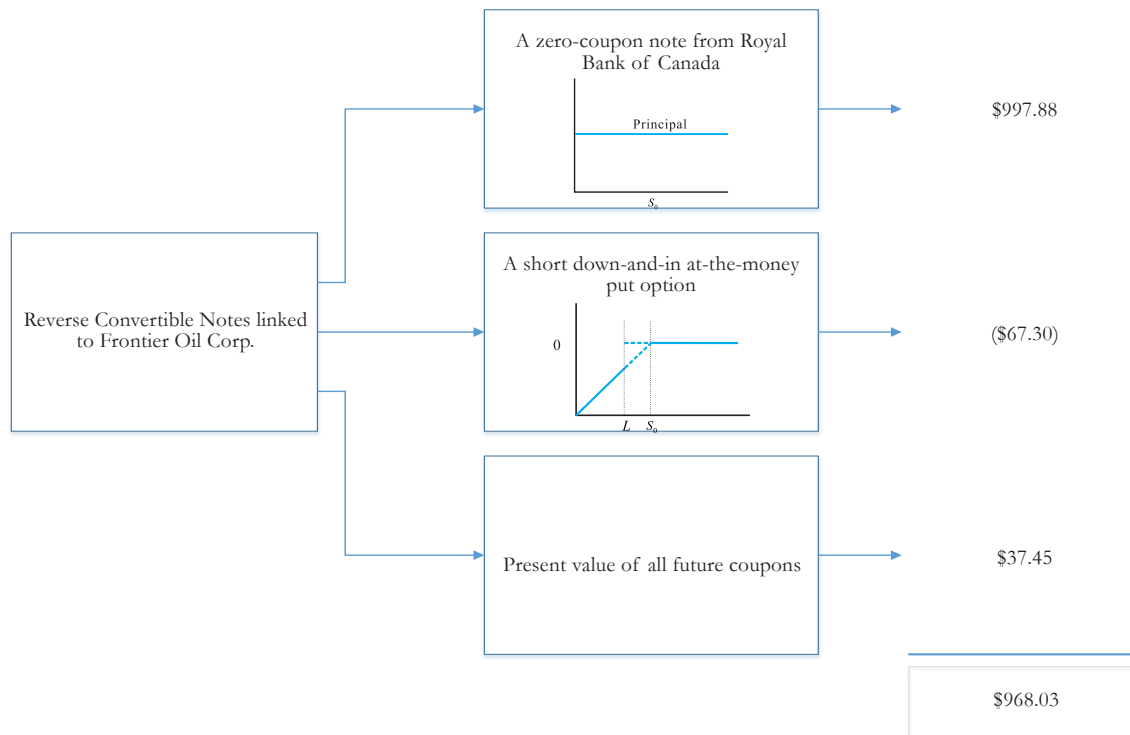 A zero-coupon note from Royal
Bank of Canada
Principal
S₀
$997.88
Reverse Convertible Notes linked
to Frontier Oil Corp.
A short down-and-in at-the-money
put option
0
L S₀
($67.30)
Present value of all future coupons
$37.45
$968.03